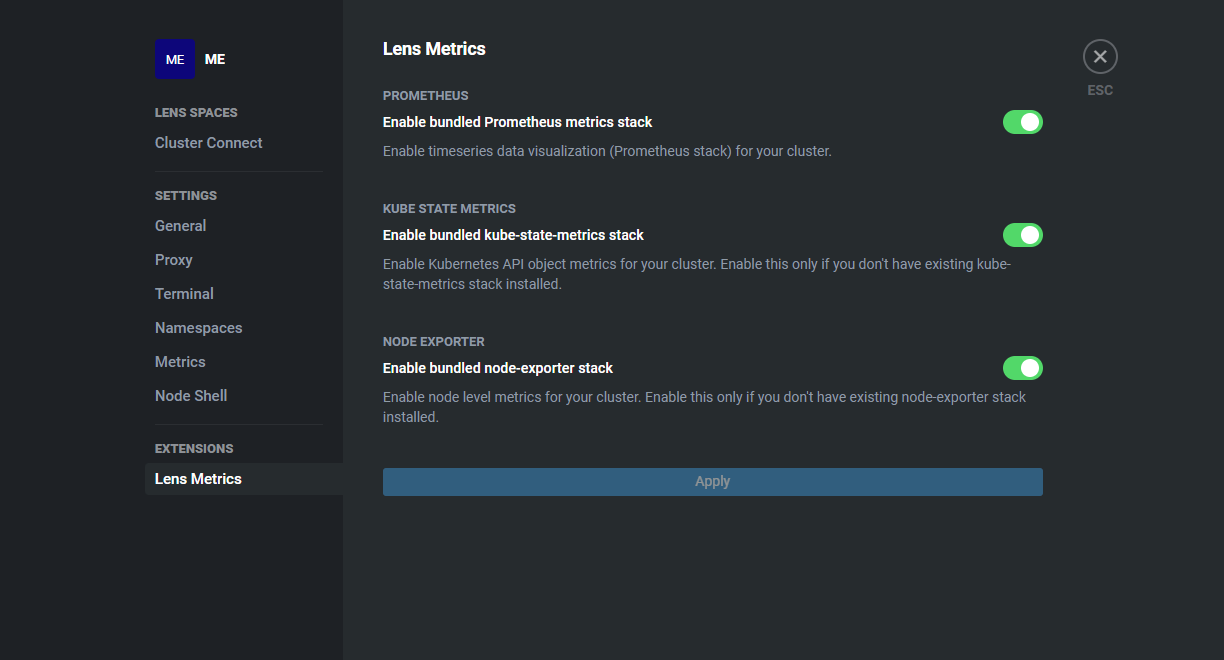 ME
ME
LENS SPACES
Cluster Connect
SETTINGS
General
Proxy
Terminal
Namespaces
Metrics
Node Shell
EXTENSIONS
Lens Metrics
Lens Metrics
ESC
PROMETHEUS
Enable bundled Prometheus metrics stack
Enable timeseries data visualization (Prometheus stack) for your cluster.
KUBE STATE METRICS
Enable bundled kube-state-metrics stack
Enable Kubernetes API object metrics for your cluster. Enable this only if you don't have existing kube-
state-metrics stack installed.
NODE EXPORTER
Enable bundled node-exporter stack
Enable node level metrics for your cluster. Enable this only if you don't have existing node-exporter stack
installed.
Apply